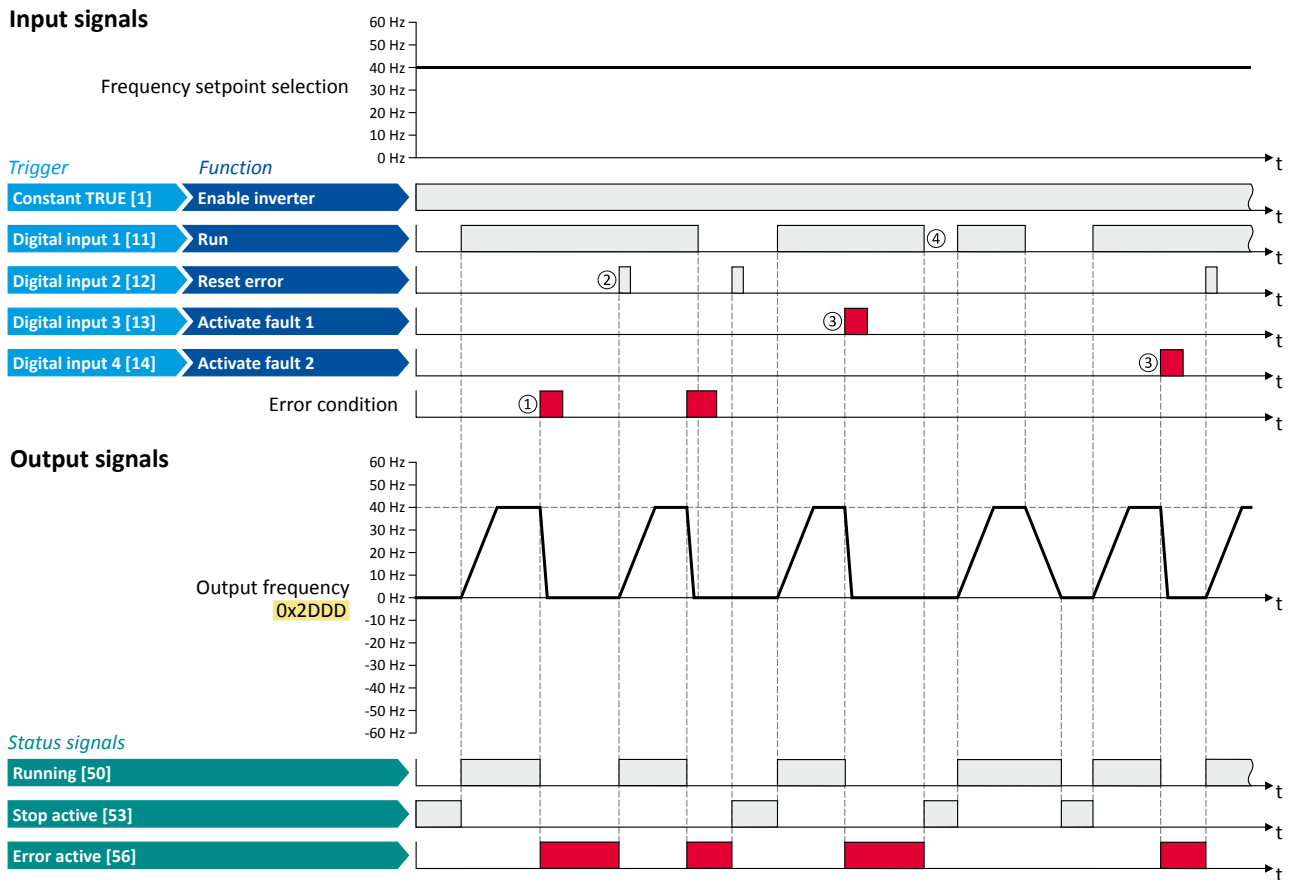 Input signals
60 Hz
50 Hz
40 Hz
30 Hz
20 Hz
10 Hz
0 Hz
Frequency setpoint selection
t
Trigger Function
Constant TRUE [1] Enable inverter
t
Digital input 1 [11] Run
④
t
Digital input 2 [12] Reset error
②
t
Digital input 3 [13] Activate fault 1
③
t
Digital input 4 [14] Activate fault 2
③
t
Error condition
①
t
Output signals
60 Hz
50 Hz
40 Hz
30 Hz
20 Hz
10 Hz
0 Hz
-10 Hz
-20 Hz
-30 Hz
-40 Hz
-50 Hz
-60 Hz
Output frequency
0x2DDD
t
Status signals
Running [50]
t
Stop active [53]
t
Error active [56]
t